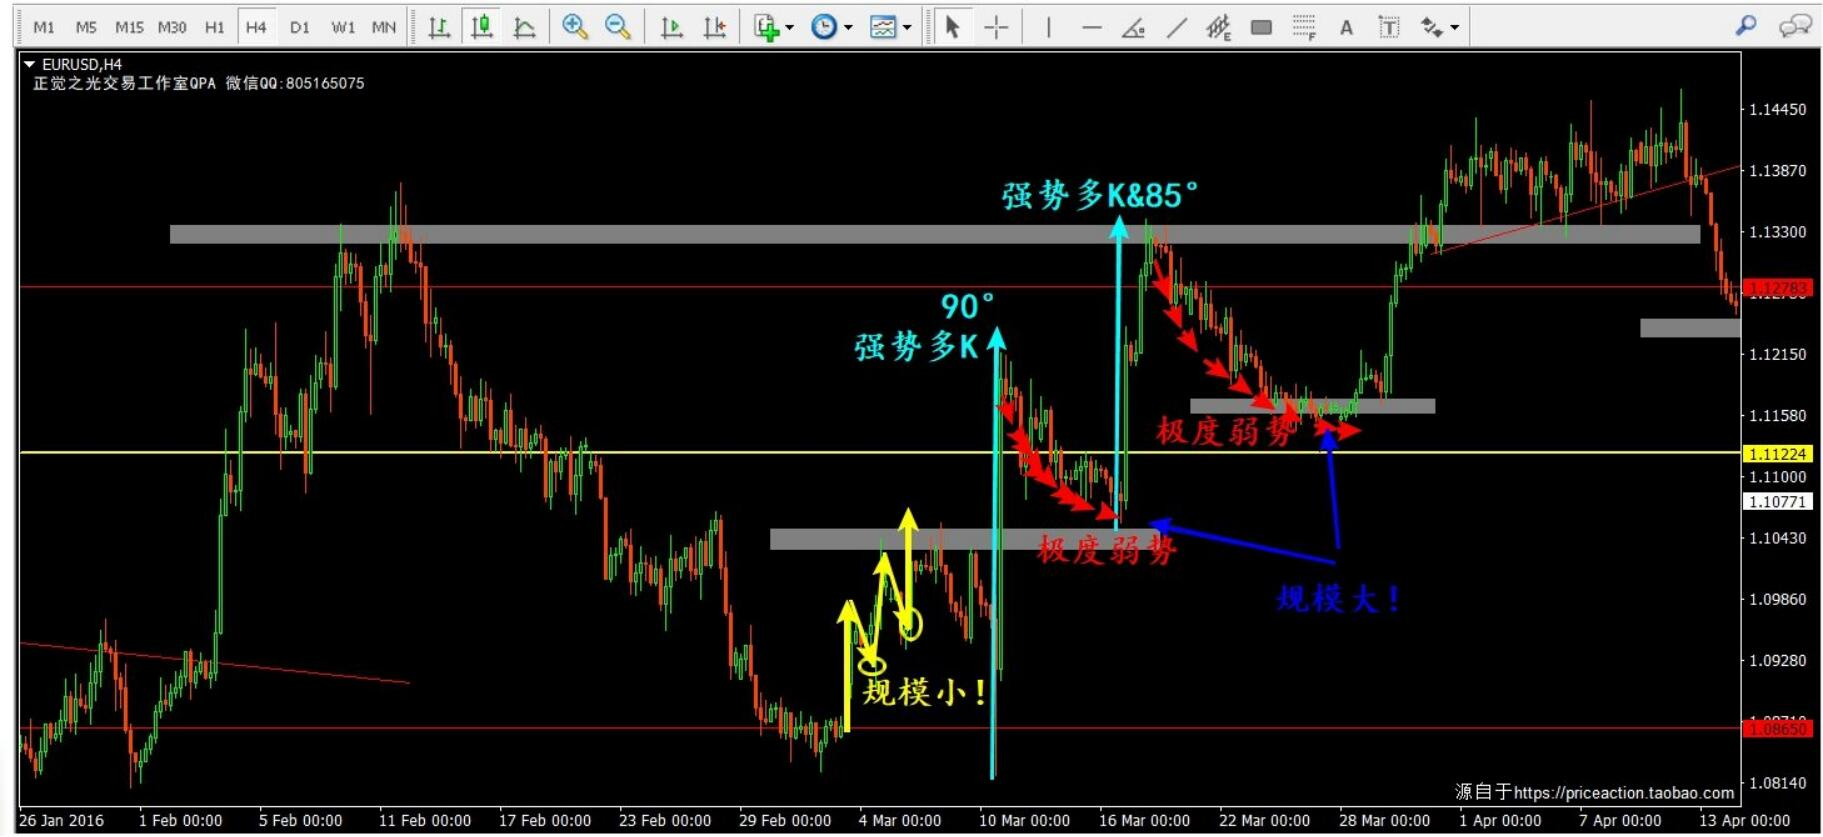 M1 M5 M15 M30 H1 H4 D1 W1 MN E F A T
EURUSD,H4
正觉之光交易工作室QPA 微信QQ:805165075
1.14450
1.13870
强势多K&85°
1.13300
1.12783
90°
强势多K
1.12150
1.11580
极度弱势
1.11224
1.11000
1.10771
1.10430
极度弱势
规模大!
1.09860
1.09280
规模小!
1.08650
1.08140
源自于https://priceaction.taobao.com
26 Jan 2016 1 Feb 00:00 5 Feb 00:00 11 Feb 00:00 17 Feb 00:00 23 Feb 00:00 29 Feb 00:00 4 Mar 00:00 10 Mar 00:00 16 Mar 00:00 22 Mar 00:00 28 Mar 00:00 1 Apr 00:00 7 Apr 00:00 13 Apr 00:00